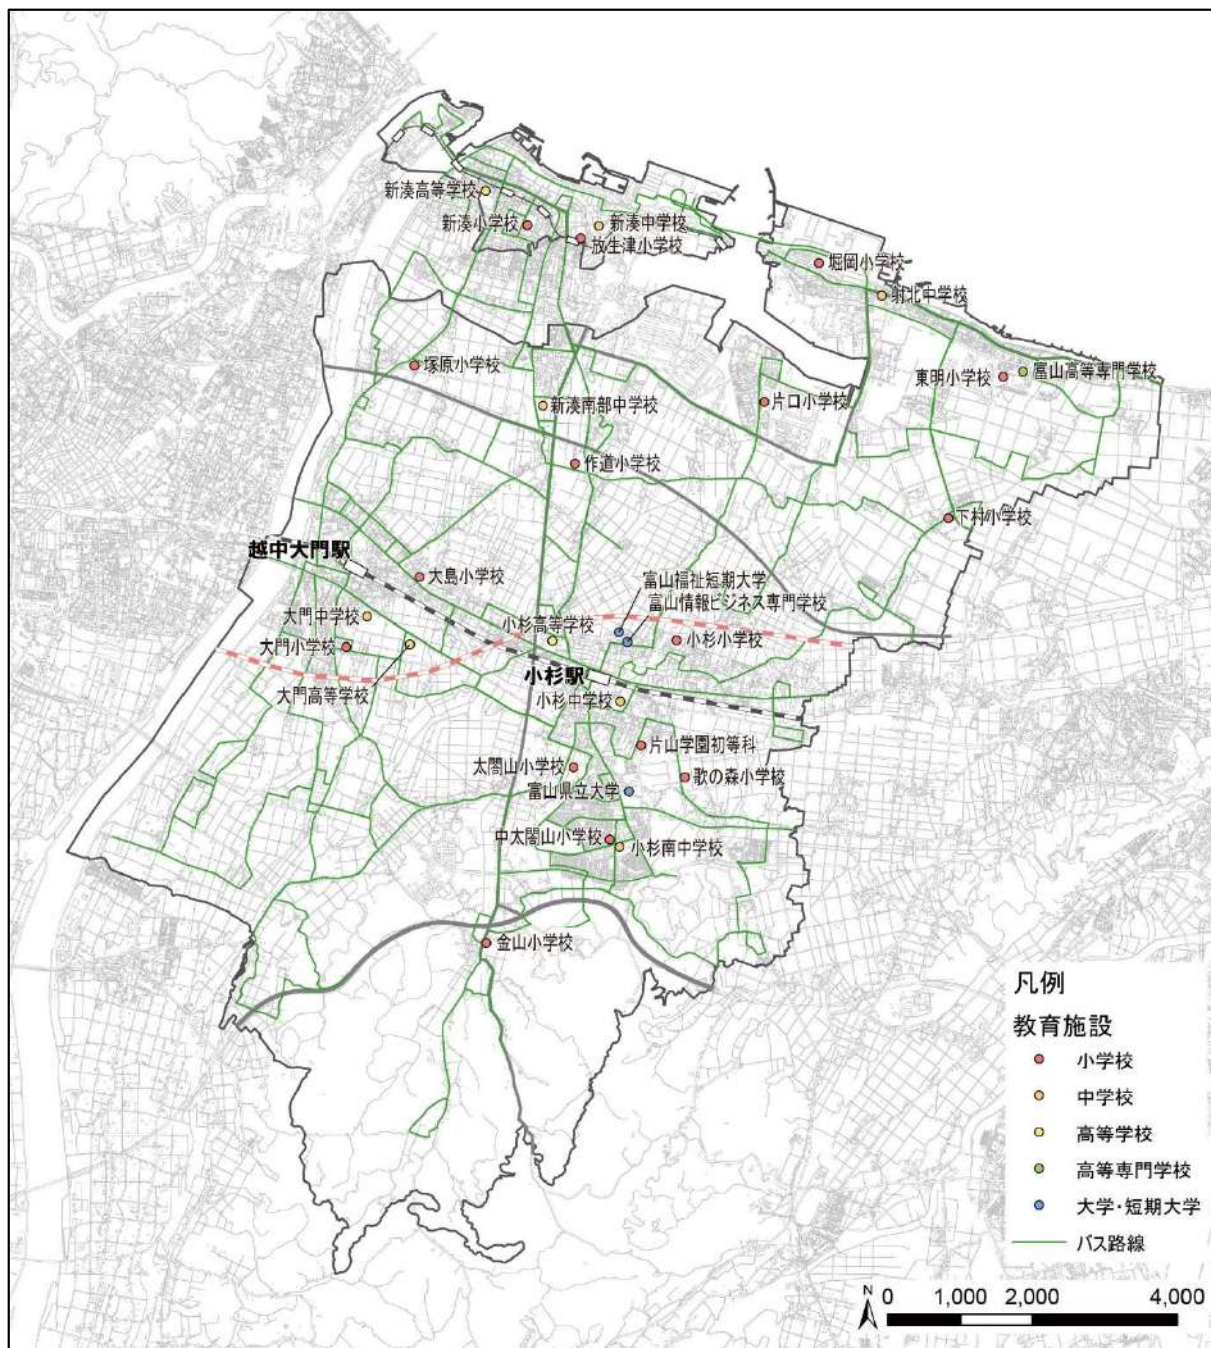 新湊高等学校
新湊小学校
新湊中学校
放生津小学校
堀岡小学校
射北中学校
塚原小学校
東明小学校
富山高等専門学校
新湊南部中学校
片口小学校
作道小学校
下村小学校
越中大門駅
大島小学校
富山福祉短期大学
富山情報ビジネス専門学校
大門中学校
小杉高等学校
大門小学校
小杉小学校
小杉駅
大門高等学校
小杉中学校
片山学園初等科
太閤山小学校
歌の森小学校
富山県立大学
中太閤山小学校
小杉南中学校
金山小学校
凡例
教育施設
小学校
中学校
高等学校
高等専門学校
大学・短期大学
バス路線
N 0 1,000 2,000 4,000